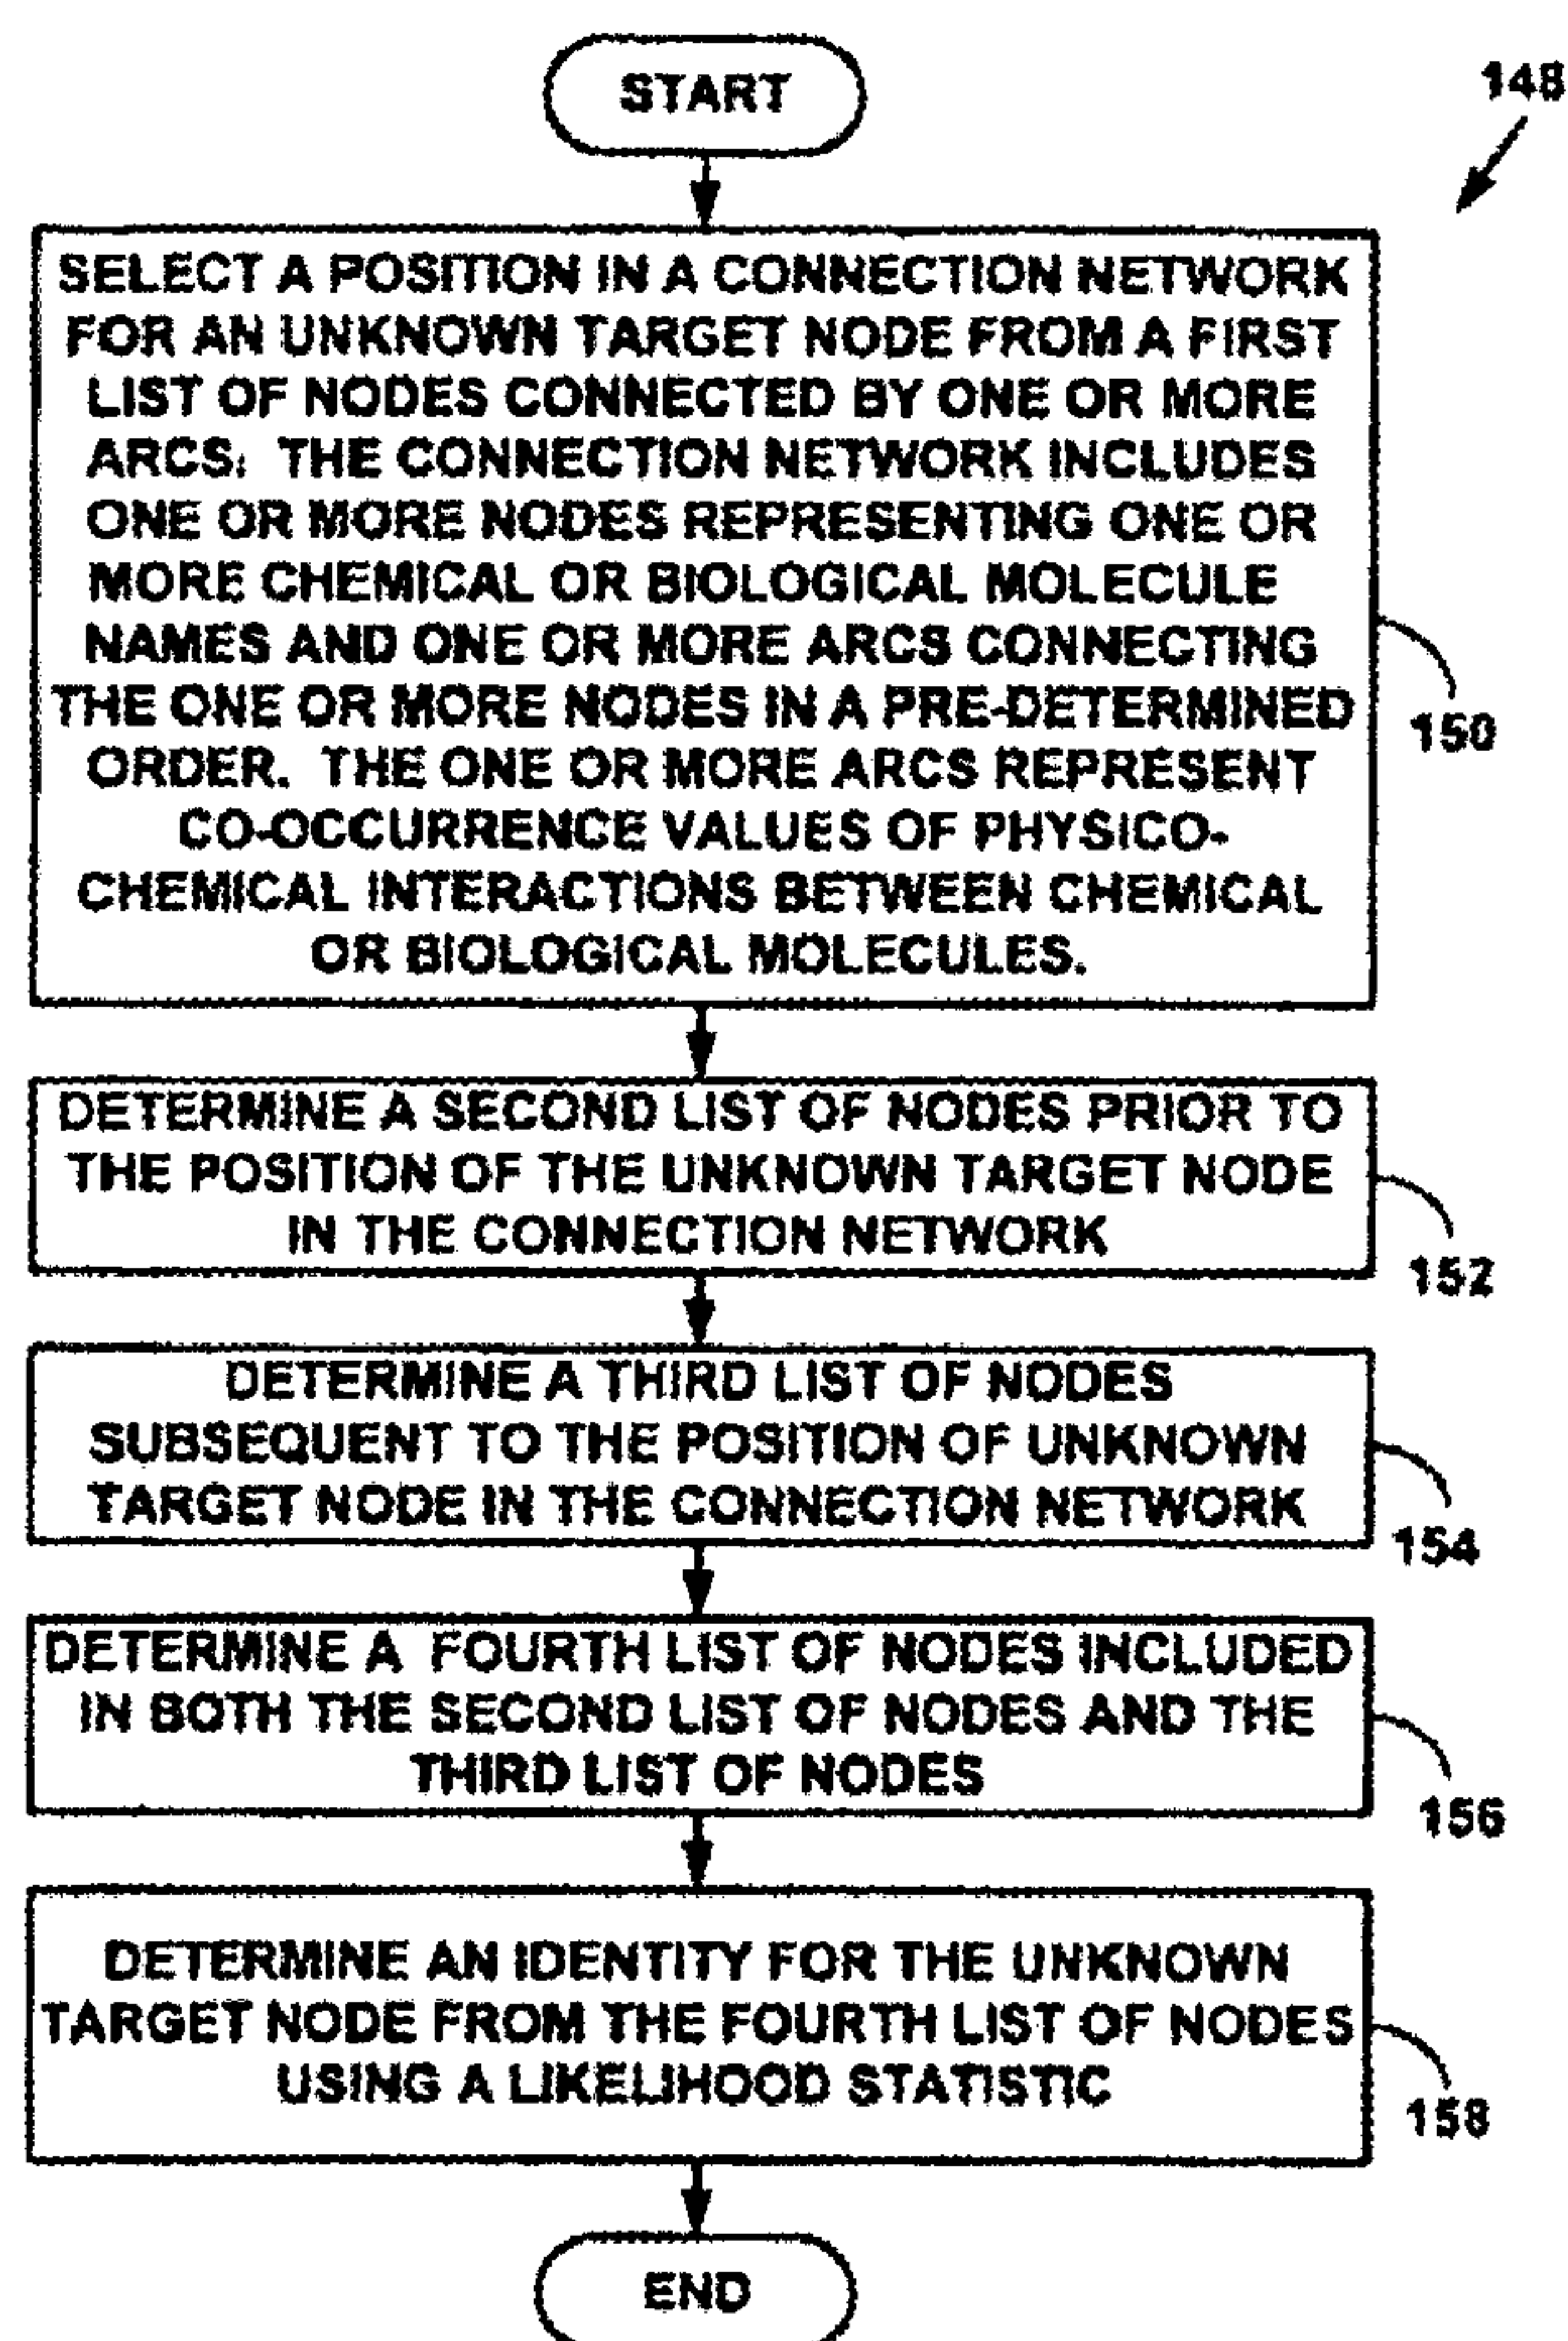 START
148
SELECT A POSITION IN A CONNECTION NETWORK
FOR AN UNKNOWN TARGET NODE FROM A FIRST
LIST OF NODES CONNECTED BY ONE OR MORE
ARCS. THE CONNECTION NETWORK INCLUDES
ONE OR MORE NODES REPRESENTING ONE OR
MORE CHEMICAL OR BIOLOGICAL MOLECULE
NAMES AND ONE OR MORE ARCS CONNECTING
THE ONE OR MORE NODES IN A PRE-DETERMINED
ORDER. THE ONE OR MORE ARCS REPRESENT
CO-OCCURRENCE VALUES OF PHYSICO-
CHEMICAL INTERACTIONS BETWEEN CHEMICAL
OR BIOLOGICAL MOLECULES.
150
DETERMINE A SECOND LIST OF NODES PRIOR TO
THE POSITION OF THE UNKNOWN TARGET NODE
IN THE CONNECTION NETWORK
152
DETERMINE A THIRD LIST OF NODES
SUBSEQUENT TO THE POSITION OF UNKNOWN
TARGET NODE IN THE CONNECTION NETWORK
154
DETERMINE A FOURTH LIST OF NODES INCLUDED
IN BOTH THE SECOND LIST OF NODES AND THE
THIRD LIST OF NODES
156
DETERMINE AN IDENTITY FOR THE UNKNOWN
TARGET NODE FROM THE FOURTH LIST OF NODES
USING A LIKELIHOOD STATISTIC
158
END